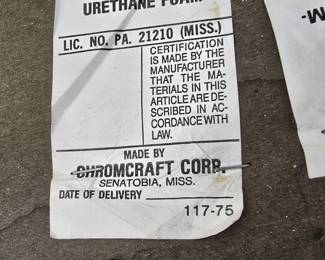 URETHANE FOAM
LIC. NO. PA. 21210 (MISS.)
CERTIFICATION
IS MADE BY THE
MANUFACTURER
THAT THE MA-
TERIALS IN THIS
ARTICLE ARE DE-
SCRIBED IN AC-
CORDANCE WITH
LAW.
MADE BY
CHROMCRAFT CORP.
SENATOBIA, MISS.
DATE OF DELIVERY
117-75
M-